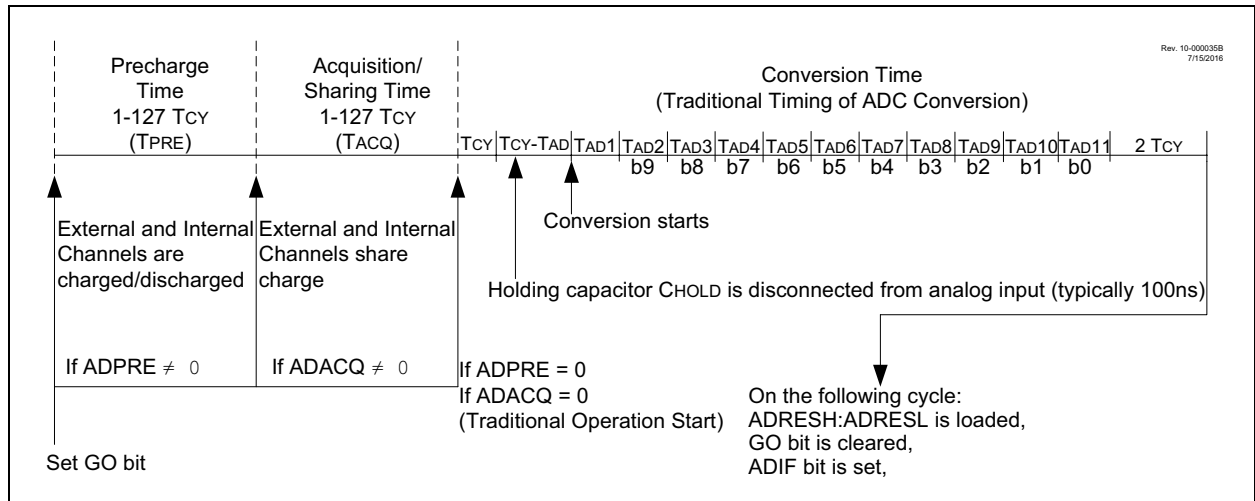 Rev. 10-000035B
7/15/2016
Precharge
Time
1-127 TCY
(TPRE)
Acquisition/
Sharing Time
1-127 TCY
(TACQ)
Conversion Time
(Traditional Timing of ADC Conversion)
TCY TCY-TAD TAD1 TAD2 TAD3 TAD4 TAD5 TAD6 TAD7 TAD8 TAD9 TAD10 TAD11 2 TCY
b9 b8 b7 b6 b5 b4 b3 b2 b1 b0
External and Internal
Channels are
charged/discharged
External and Internal
Channels share
charge
Conversion starts
Holding capacitor CHOLD is disconnected from analog input (typically 100ns)
If ADPRE ≠ 0
If ADACQ ≠ 0
If ADPRE = 0
If ADACQ = 0
(Traditional Operation Start)
On the following cycle:
ADRESH:ADRESL is loaded,
GO bit is cleared,
ADIF bit is set,
Set GO bit